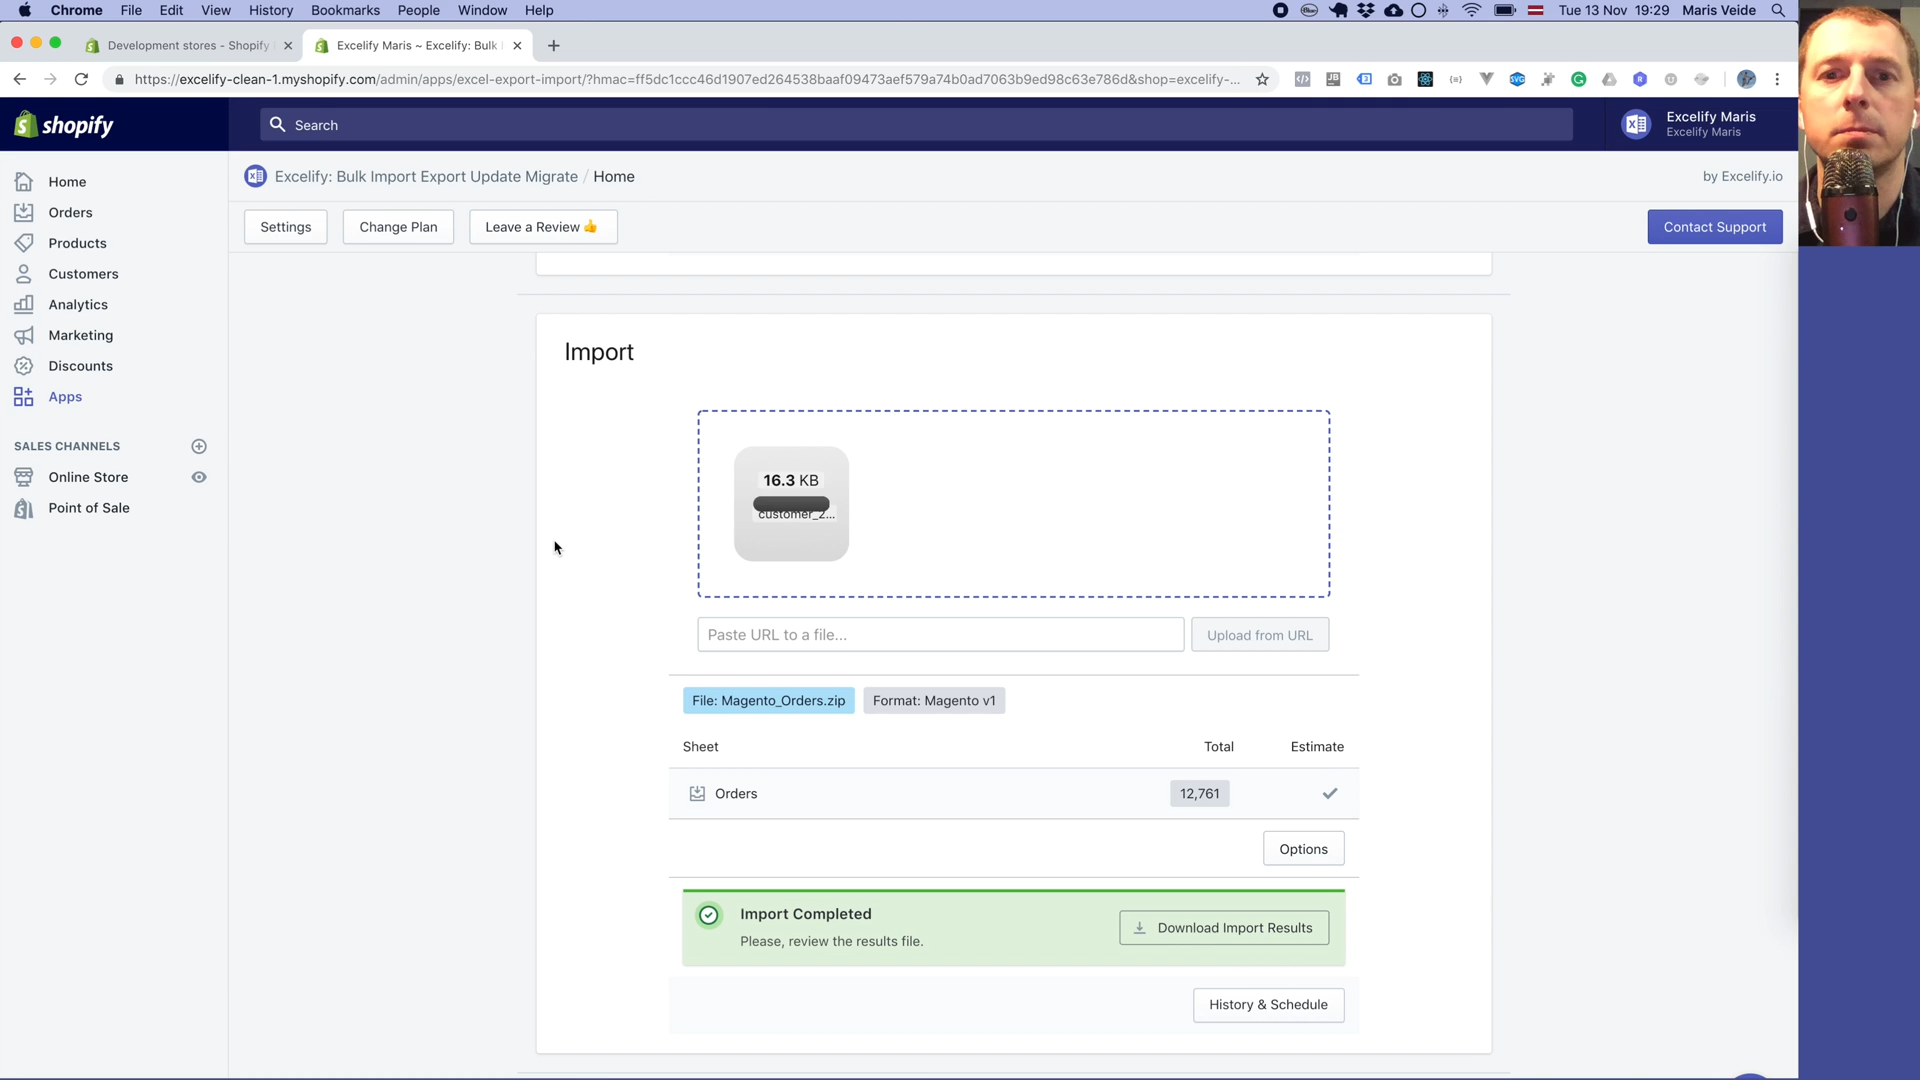 Chrome File Edit View History Bookmarks People Window Help
Tue 13 Nov 19:29 Maris Veide
Development stores - Shopify
Excelify Maris ~ Excelify: Bulk
https://excelify-clean-1.myshopify.com/admin/apps/excel-export-import/?hmac=ff5dc1ccc46d1907ed264538baaf09473aef579a74b0ad7063b9ed98c63e786d&shop=excelify-...
shopify
Search
Excelify Maris
Excelify Maris
Home
Orders
Products
Customers
Analytics
Marketing
Discounts
Apps
SALES CHANNELS
Online Store
Point of Sale
Excelify: Bulk Import Export Update Migrate / Home
by Excelify.io
Settings
Change Plan
Leave a Review 👍
Contact Support
Import
16.3 KB
customer_2...
Paste URL to a file...
Upload from URL
File: Magento_Orders.zip
Format: Magento v1
Sheet Total Estimate
Orders 12,761
Options
Import Completed
Please, review the results file.
Download Import Results
History & Schedule